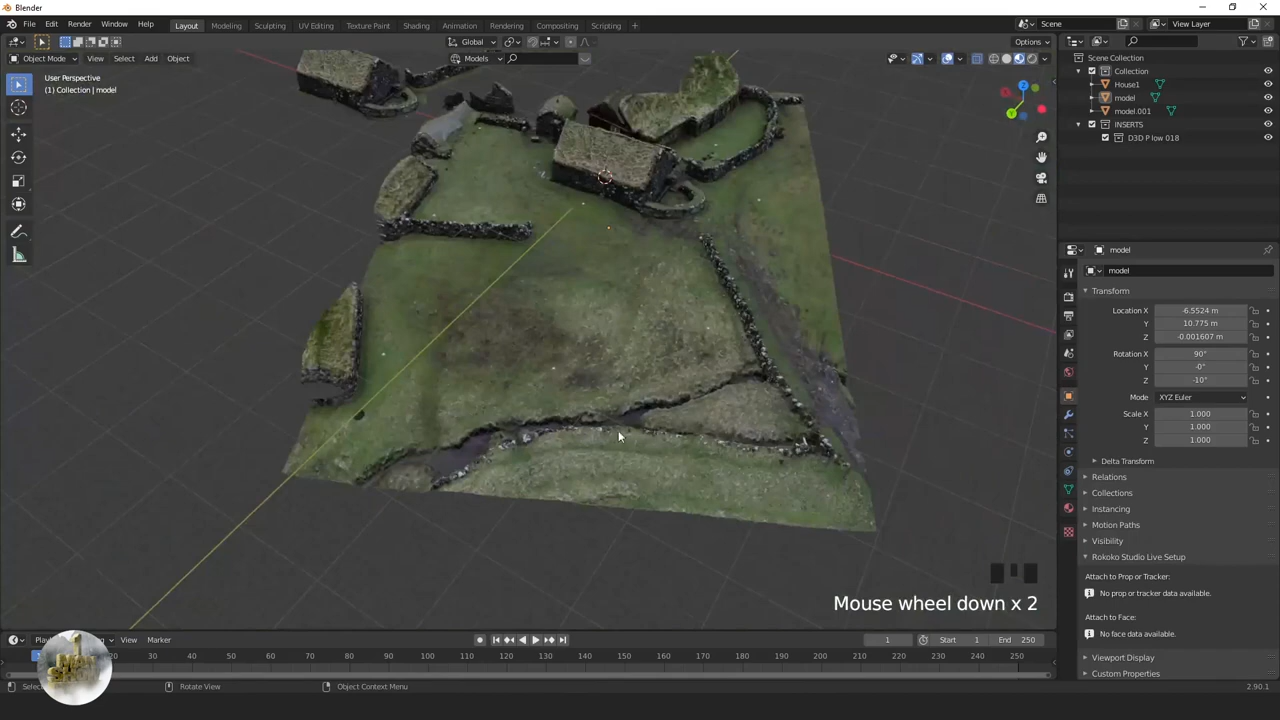 Blender
File Edit Render Window Help
Layout Modeling Sculpting UV Editing Texture Paint Shading Animation Rendering Compositing Scripting +
Scene View Layer
Global Options
Object Mode View Select Add Object Models
User Perspective
(1) Collection | model
Scene Collection
Collection
House1
model
model.001
INSERTS
D3D P low 018
model
model
Transform
Location X -6.5524 m
Y 10.775 m
Z -0.001607 m
Rotation X 90°
Y -0°
Z -10°
Mode XYZ Euler
Scale X 1.000
Y 1.000
Z 1.000
Delta Transform
Relations
Collections
Instancing
Motion Paths
Visibility
Rokoko Studio Live Setup
Attach to Prop or Tracker:
No prop or tracker data available.
Attach to Face:
No face data available.
Viewport Display
Custom Properties
Mouse wheel down x 2
View Marker
1 Start 1 End 250
20 30 40 50 60 70 80 90 100 110 120 130 140 150 160 170 180 190 200 210 220 230 240 250
Rotate View Object Context Menu 2.90.1